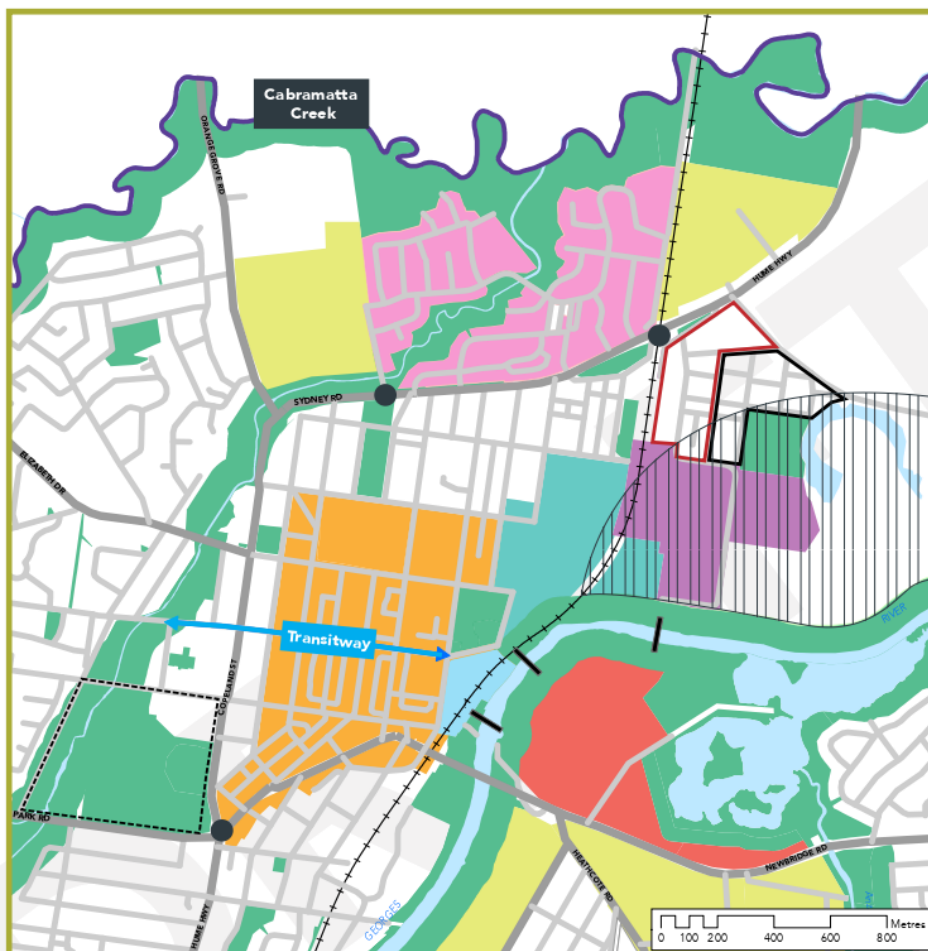 Cabramatta
Creek
ORANGE GROVE RD
HUME HWY
SYDNEY RD
ELIZABETH DR
RIVER
Transitway
COPELAND ST
PARK RD
NEWBRIDGE RD
HEATHCOTE RD
GEORGES
HUME HWY
Metres
0 100 200 400 600 800